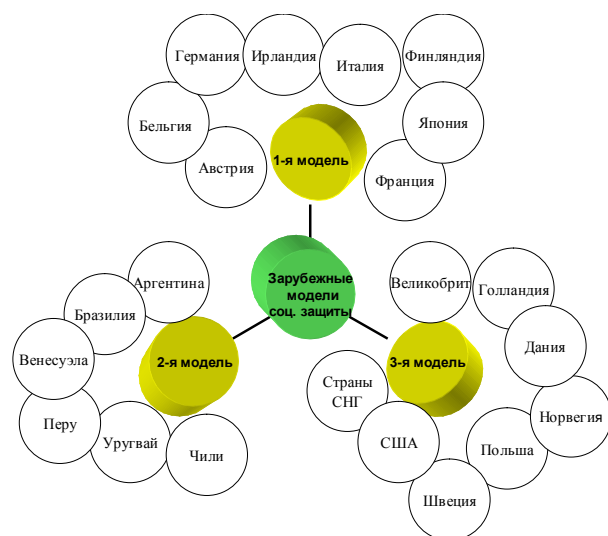 Германия
Ирландия
Италия
Финляндия
Бельгия
Япония
Австрия
1-я модель
Франция
Зарубежные
модели
соц. защиты
Аргентина
Бразилия
Венесуэла
2-я модель
Перу
Уругвай
Чили
Великобрит
Голландия
Дания
3-я модель
Страны
СНГ
Норвегия
США
Польша
Швеция